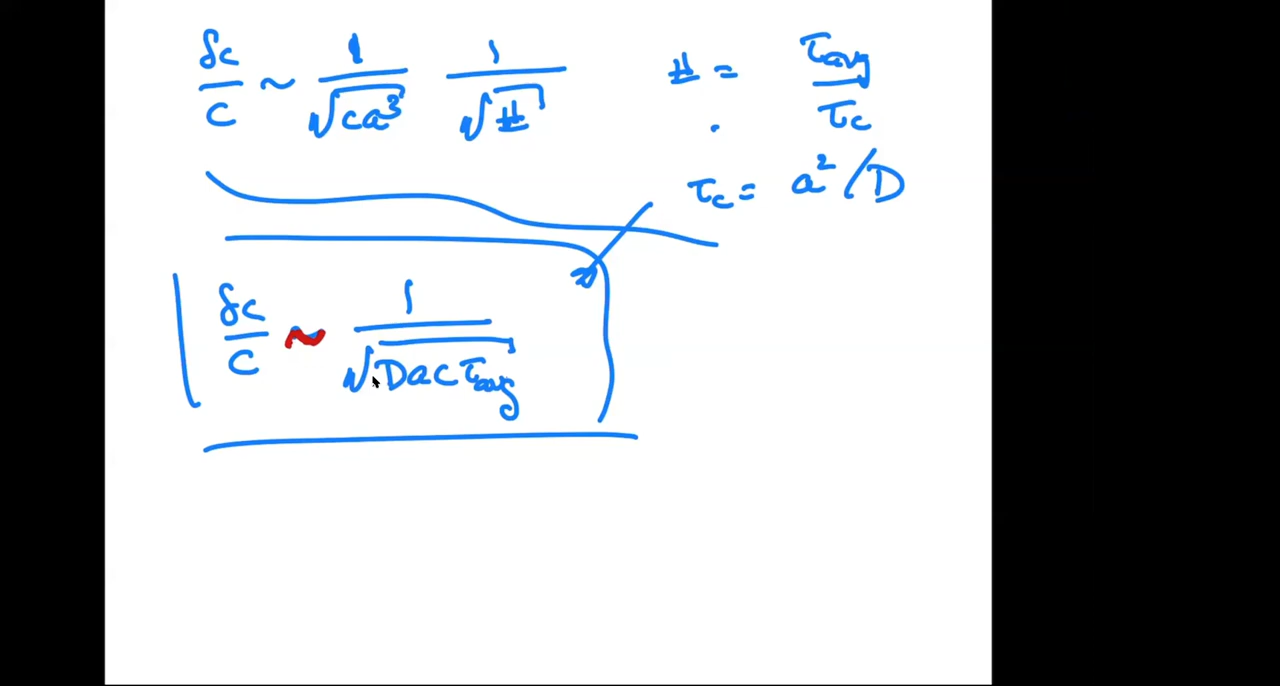 δc/c ~ 1/√(ca³) 1/√# # = τavg/τc
τc = a²/D
δc/c ~ 1/√(Dacτavg)